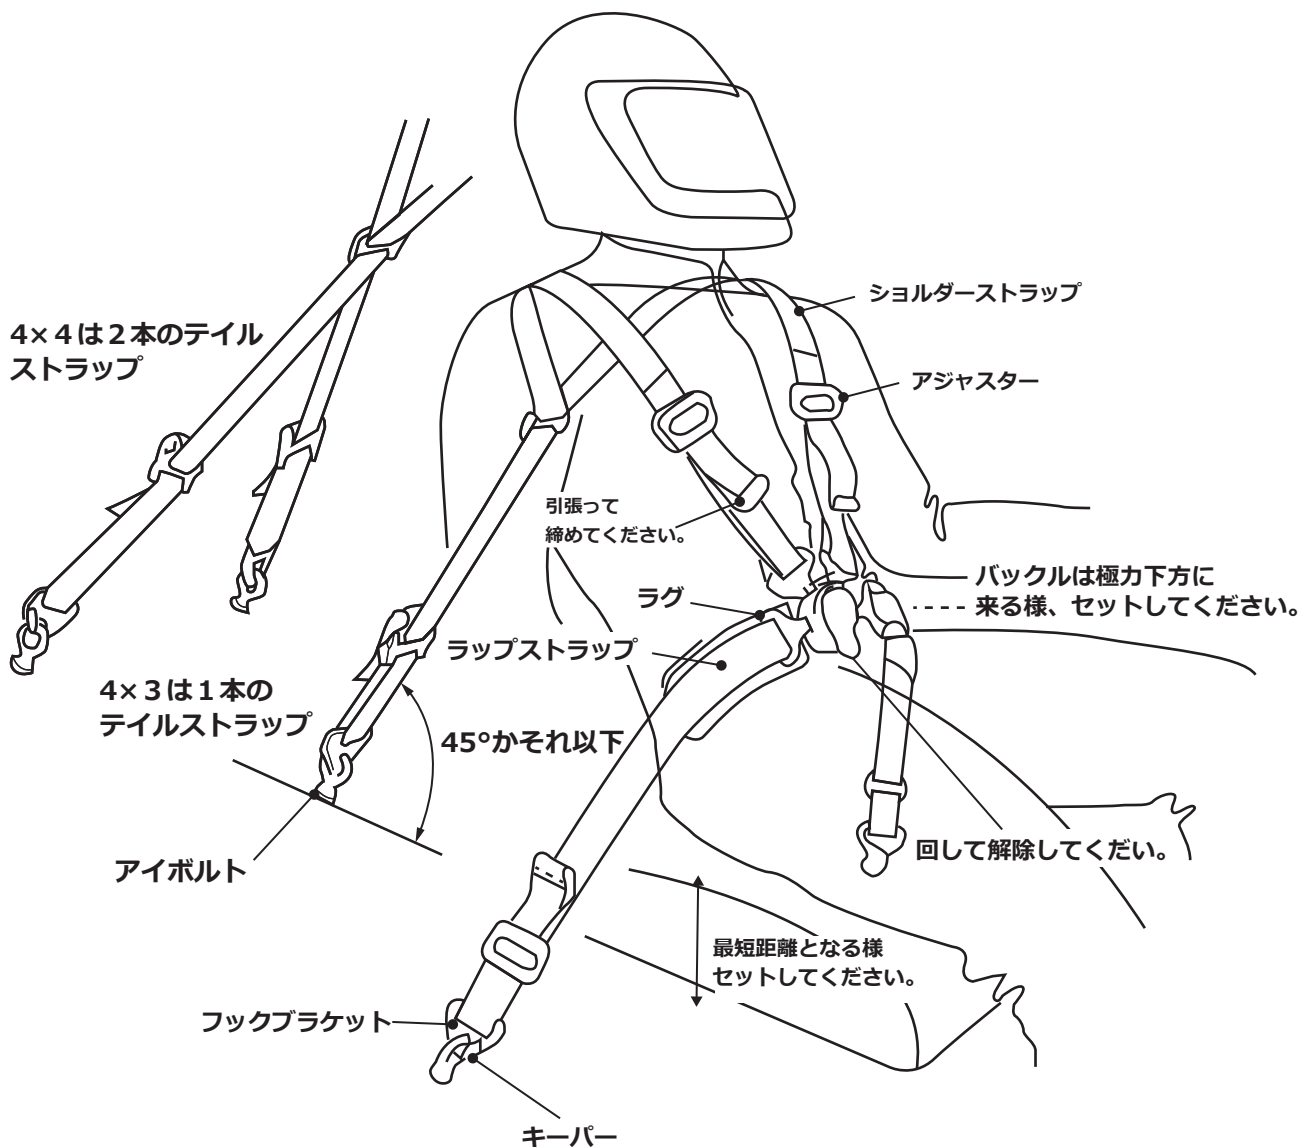 ショルダーストラップ
4×４は２本のテイル
ストラップ
アジャスター
引張って
締めてください。
バックルは極力下方に
来る様、セットしてください。
ラグ
ラップストラップ
4×３は１本の
テイルストラップ
45°かそれ以下
アイボルト
回して解除してくだい。
最短距離となる様
セットしてください。
フックブラケット
キーパー